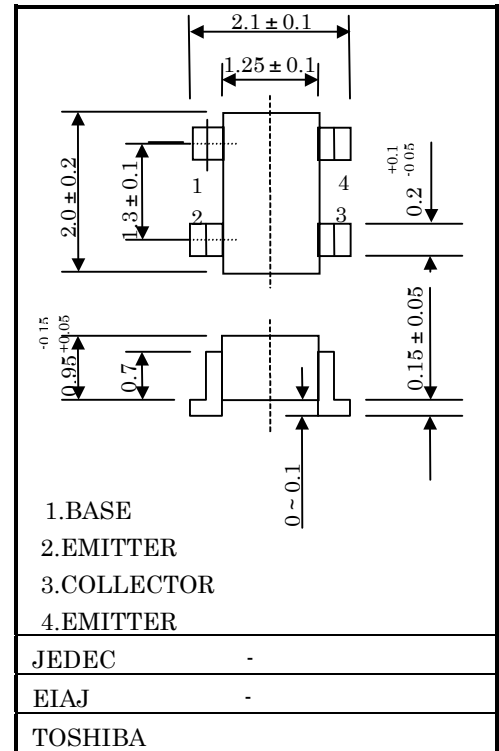 2.1 ± 0.1
1.25 ± 0.1
2.0 ± 0.2
1.3 ± 0.1
1
2
4
3
0.2 +0.1 -0.05
0.95 +0.05 -0.15
0.7
0.15 ± 0.05
0 ~ 0.1
1.BASE
2.EMITTER
3.COLLECTOR
4.EMITTER
JEDEC -
EIAJ -
TOSHIBA